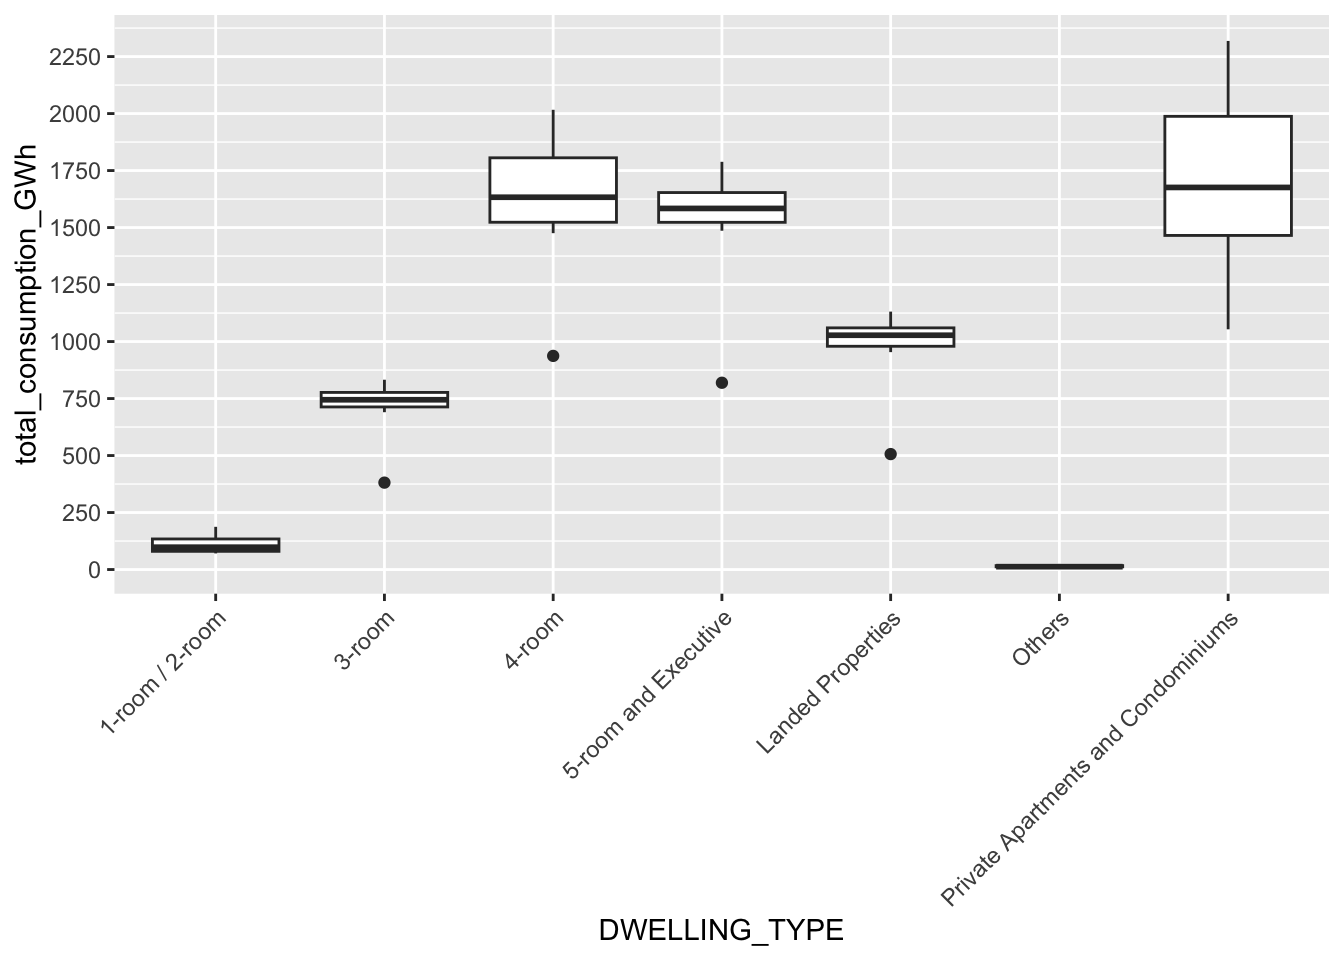 total_consumption_GWh
2250
2000
1750
1500
1250
1000
750
500
250
0
1-room / 2-room
3-room
4-room
5-room and Executive
Landed Properties
Others
Private Apartments and Condominiums
DWELLING_TYPE